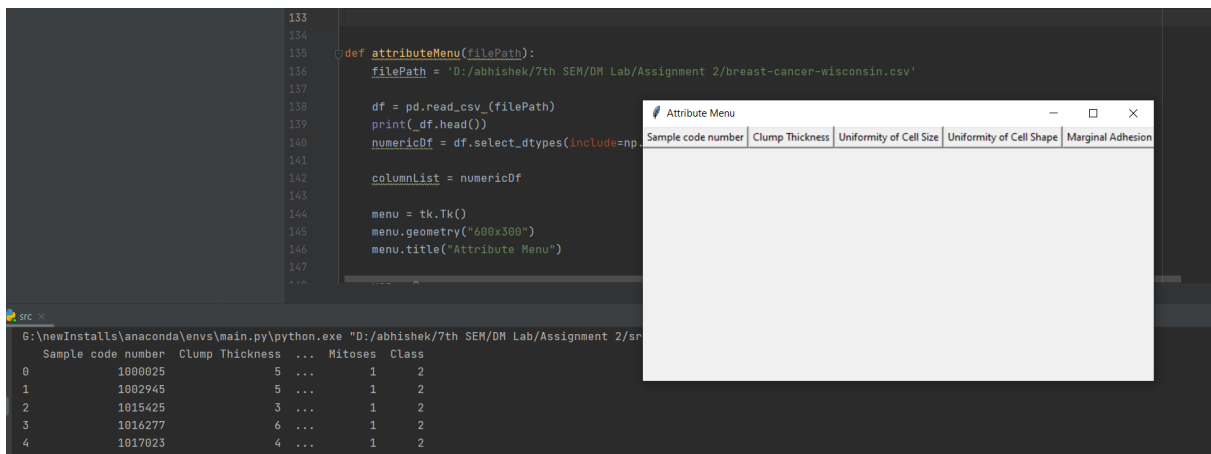 133
134
135 def attributeMenu(filePath):
136 filePath = 'D:/abhishek/7th SEM/DM Lab/Assignment 2/breast-cancer-wisconsin.csv'
137
138 df = pd.read_csv_(filePath)
139 print(_df.head())
140 numericDf = df.select_dtypes(include=np.
141
142 columnList = numericDf
143
144 menu = tk.Tk()
145 menu.geometry("600x300")
146 menu.title("Attribute Menu")
147
Attribute Menu
Sample code number Clump Thickness Uniformity of Cell Size Uniformity of Cell Shape Marginal Adhesion
src
G:\newInstalls\anaconda\envs\main.py\python.exe "D:/abhishek/7th SEM/DM Lab/Assignment 2/sr
Sample code number Clump Thickness ... Mitoses Class
0 1000025 5 ... 1 2
1 1002945 5 ... 1 2
2 1015425 3 ... 1 2
3 1016277 6 ... 1 2
4 1017023 4 ... 1 2